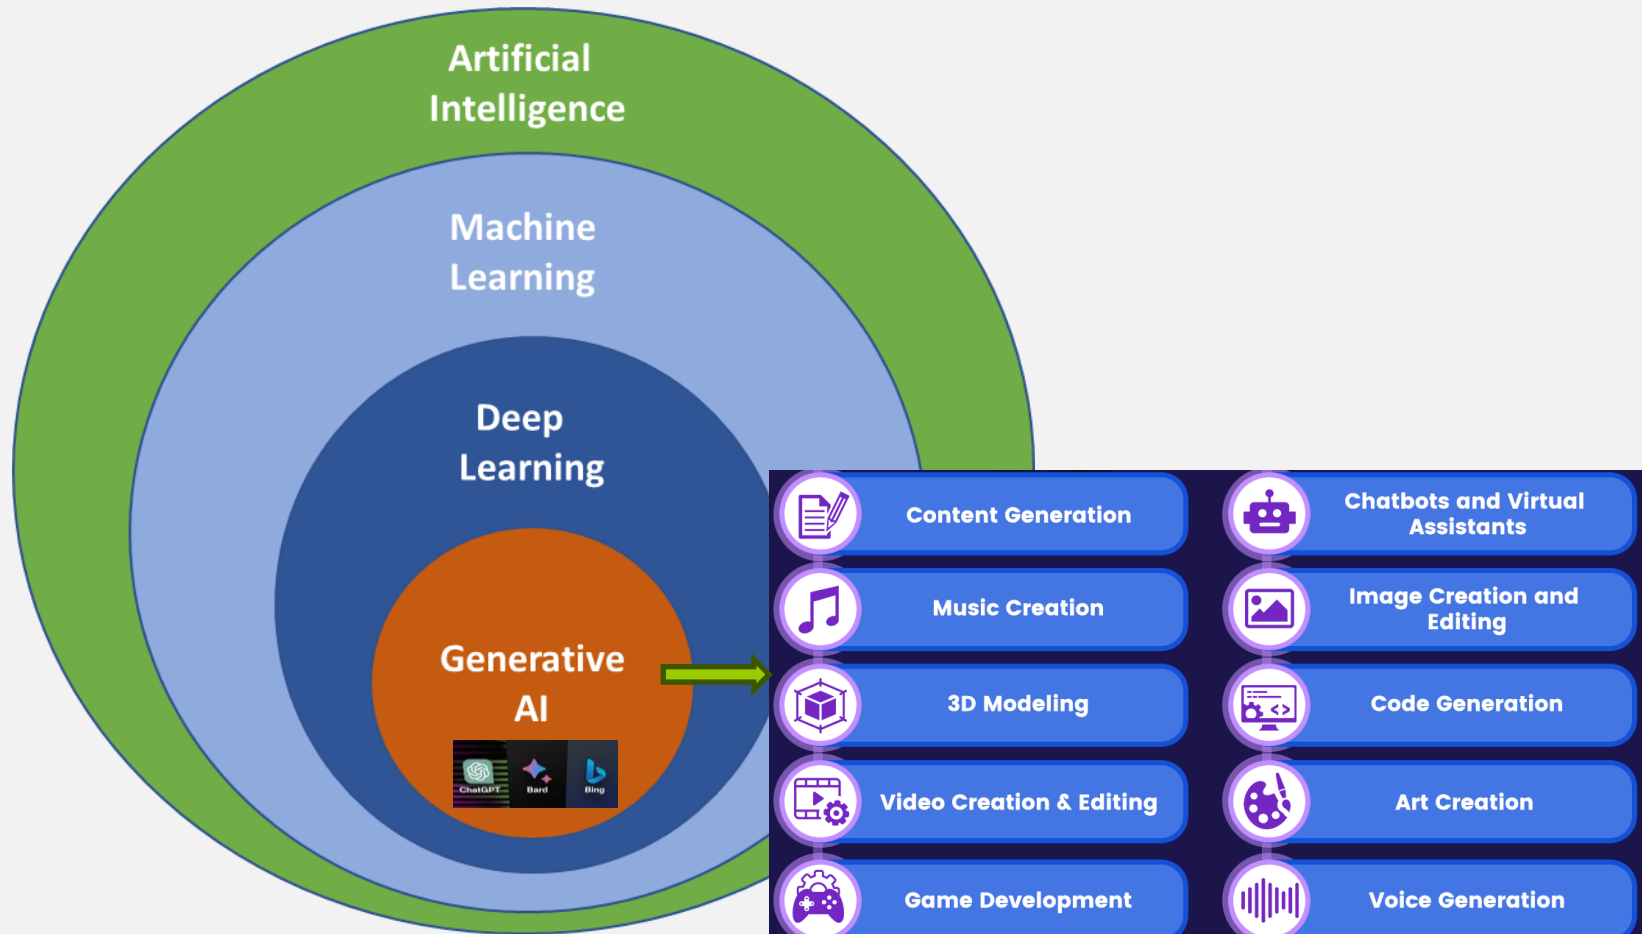 Artificial
Intelligence
Machine
Learning
Deep
Learning
Generative
AI
ChatGPT
Bard
Bing
Content Generation
Music Creation
3D Modeling
Video Creation & Editing
Game Development
Chatbots and Virtual
Assistants
Image Creation and
Editing
Code Generation
Art Creation
Voice Generation